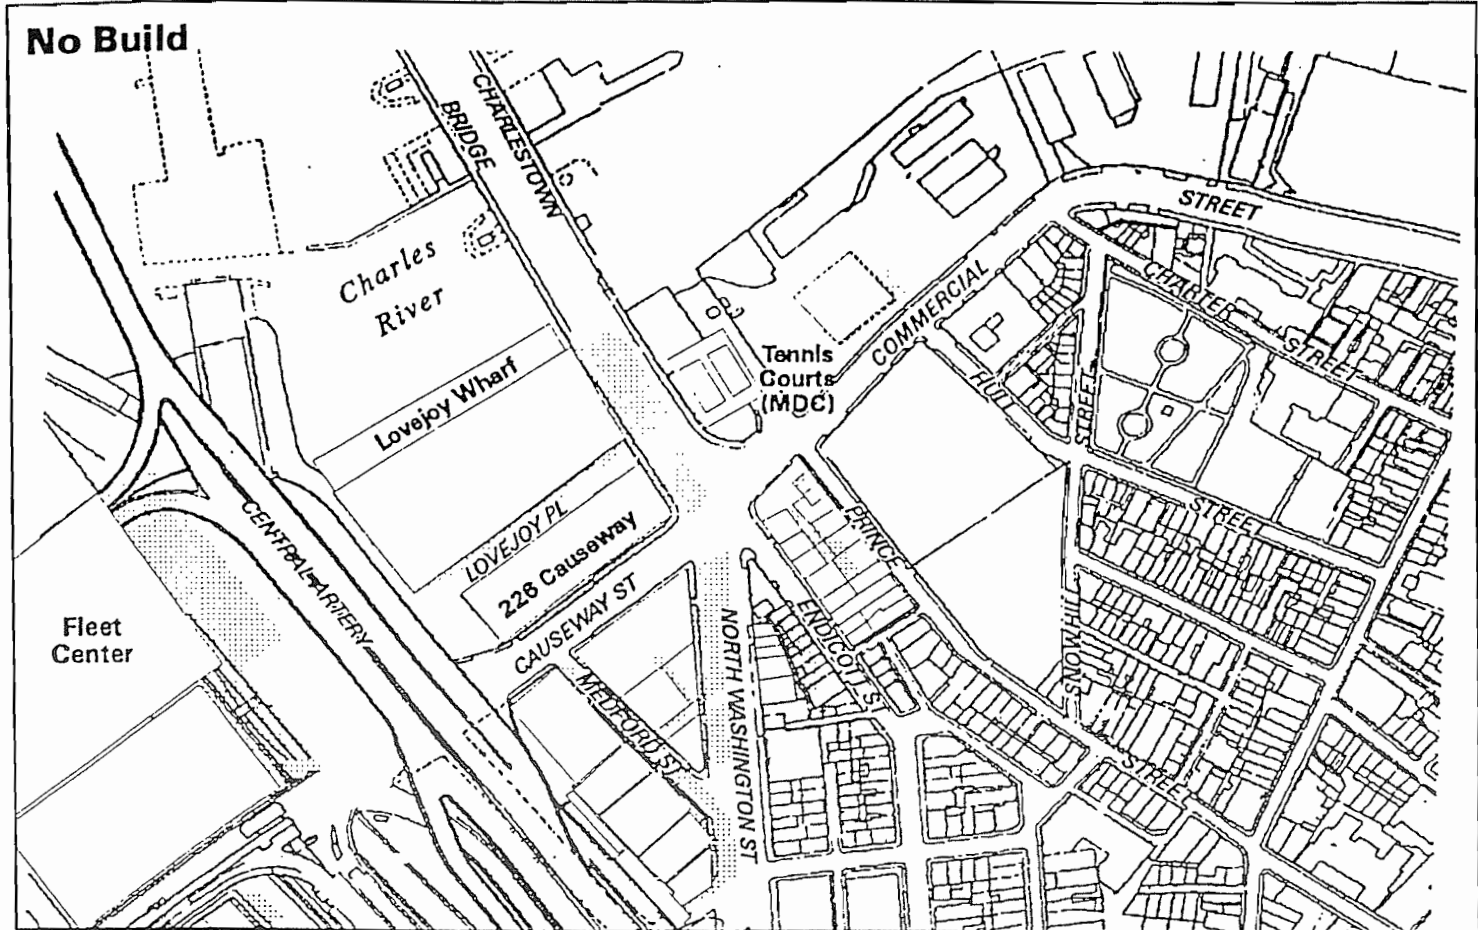 No Build
CHARLESTOWN
BRIDGE
Charles
River
STREET
COMMERCIAL
CHARTER STREET
Tennis
Courts
(MDC)
HULL
STREET
Lovejoy Wharf
STREET
PRINCE
LOVEJOY PL
226 Causeway
CENTRAL ARTERY
CAUSEWAY ST
Fleet
Center
NORTH WASHINGTON ST
ENDICOTT ST
SNOWHILL
MEDFORD ST
STREET